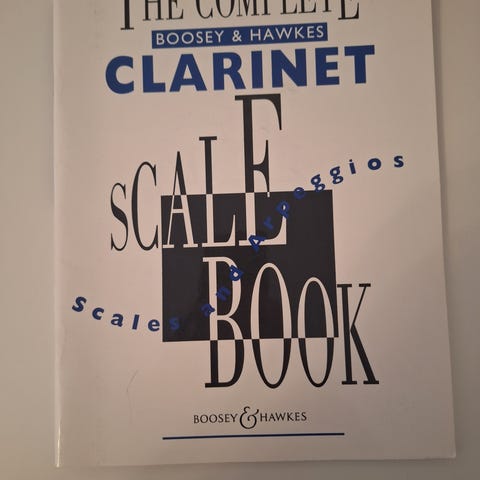 THE COMPLETE
BOOSEY & HAWKES
CLARINET
SCALE
Scales and Arpeggios
BOOK
BOOSEY & HAWKES